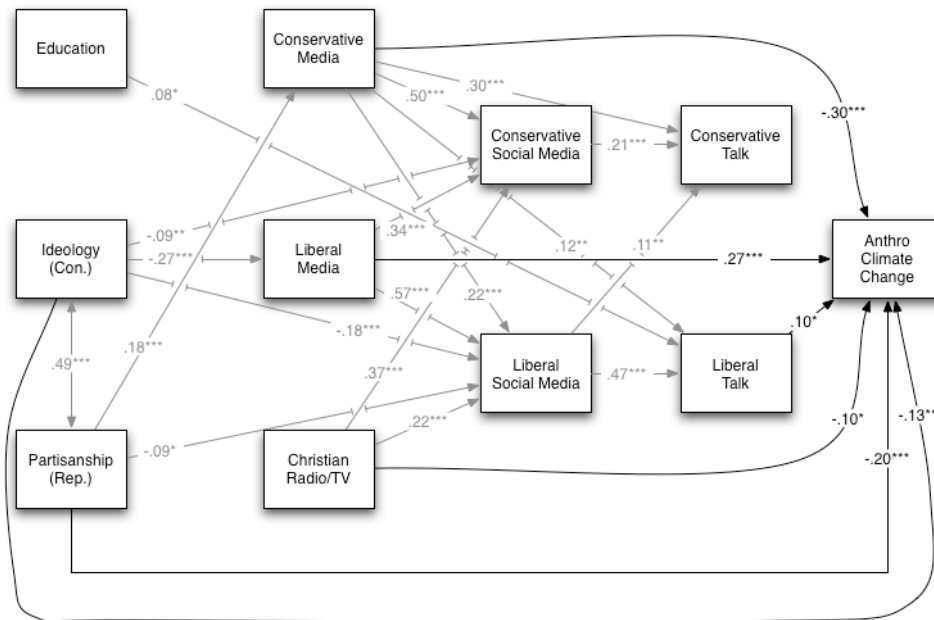 Education
Conservative
Media
.08*
.50***
.30***
-.30***
Conservative
Social Media
.21***
Conservative
Talk
Ideology
(Con.)
-.09**
-.27***
Liberal
Media
.34***
.12**
.11**
.27***
Anthro
Climate
Change
.57***
.22***
-.18***
.10*
.49***
.18***
.37***
Liberal
Social Media
.47***
Liberal
Talk
.22***
-.10*
-.13**
Partisanship
(Rep.)
-.09*
Christian
Radio/TV
-.20***